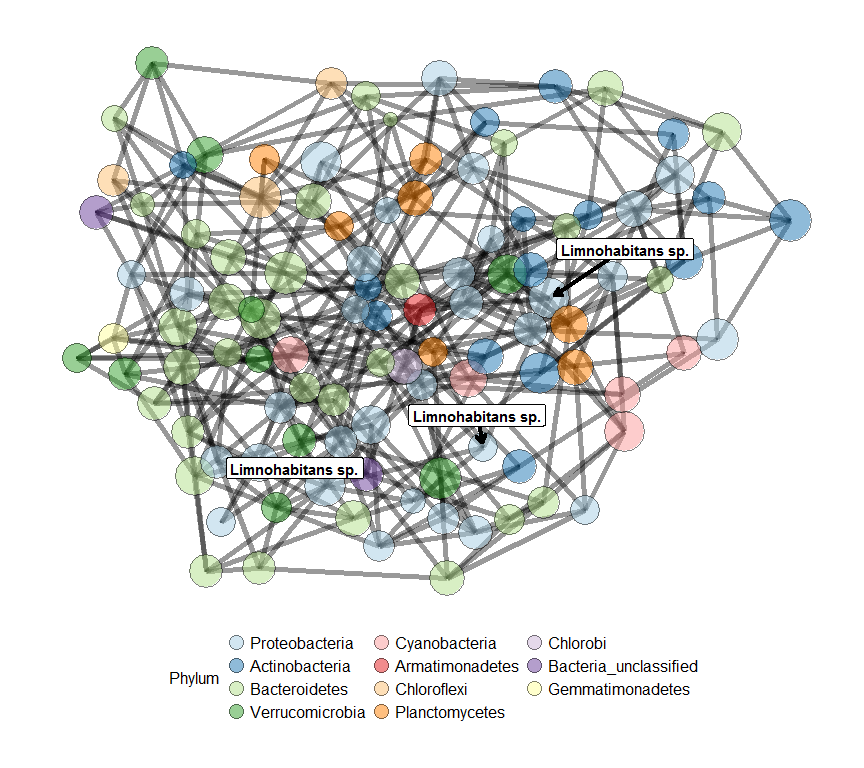 Limnohabitans sp.
Limnohabitans sp.
Limnohabitans sp.
Phylum
Proteobacteria Cyanobacteria Chlorobi
Actinobacteria Armatimonadetes Bacteria_unclassified
Bacteroidetes Chloroflexi Gemmatimonadetes
Verrucomicrobia Planctomycetes